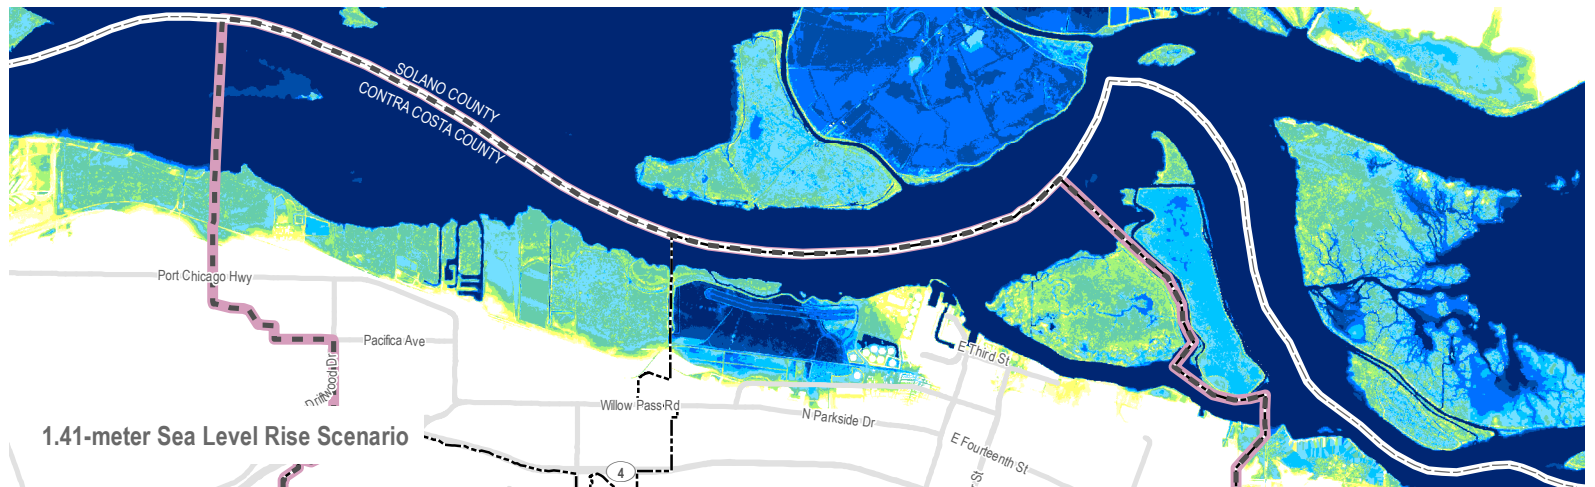 SOLANO COUNTY
CONTRA COSTA COUNTY
Port Chicago Hwy
Pacifica Ave
E Third St
Driftwood Dr
Willow Pass Rd
N Parkside Dr
1.41-meter Sea Level Rise Scenario
E Fourteenth St
4
St